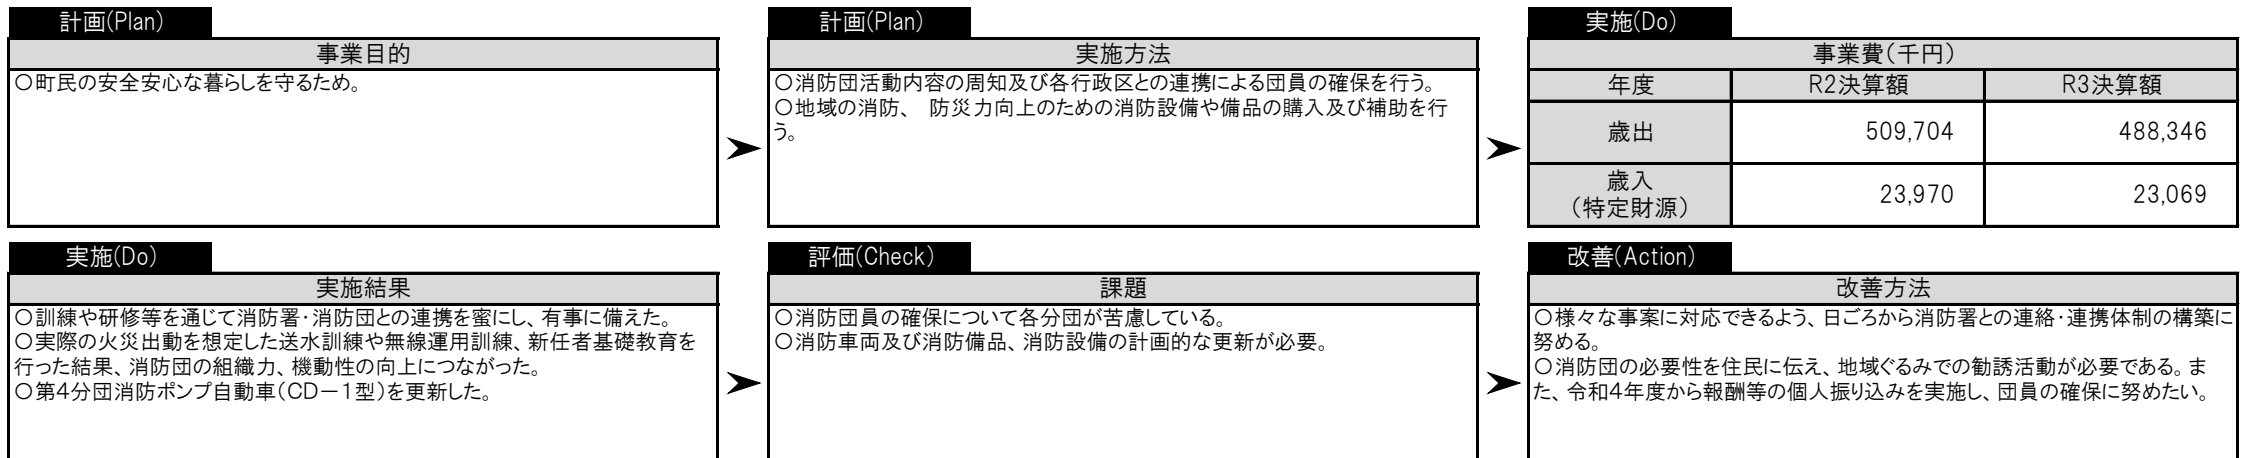 計画(Plan)
事業目的
〇町民の安全安心な暮らしを守るため。
計画(Plan)
実施方法
〇消防団活動内容の周知及び各行政区との連携による団員の確保を行う。
〇地域の消防、 防災力向上のための消防設備や備品の購入及び補助を行
う。
実施(Do)
事業費(千円)
年度 R2決算額 R3決算額
歳出 509,704 488,346
歳入
(特定財源) 23,970 23,069
実施(Do)
実施結果
〇訓練や研修等を通じて消防署・消防団との連携を蜜にし、有事に備えた。
〇実際の火災出動を想定した送水訓練や無線運用訓練、新任者基礎教育を
行った結果、消防団の組織力、機動性の向上につながった。
〇第4分団消防ポンプ自動車(CD－1型)を更新した。
評価(Check)
課題
〇消防団員の確保について各分団が苦慮している。
〇消防車両及び消防備品、消防設備の計画的な更新が必要。
改善(Action)
改善方法
〇様々な事案に対応できるよう、日ごろから消防署との連絡・連携体制の構築に
努める。
〇消防団の必要性を住民に伝え、地域ぐるみでの勧誘活動が必要である。ま
た、令和4年度から報酬等の個人振り込みを実施し、団員の確保に努めたい。